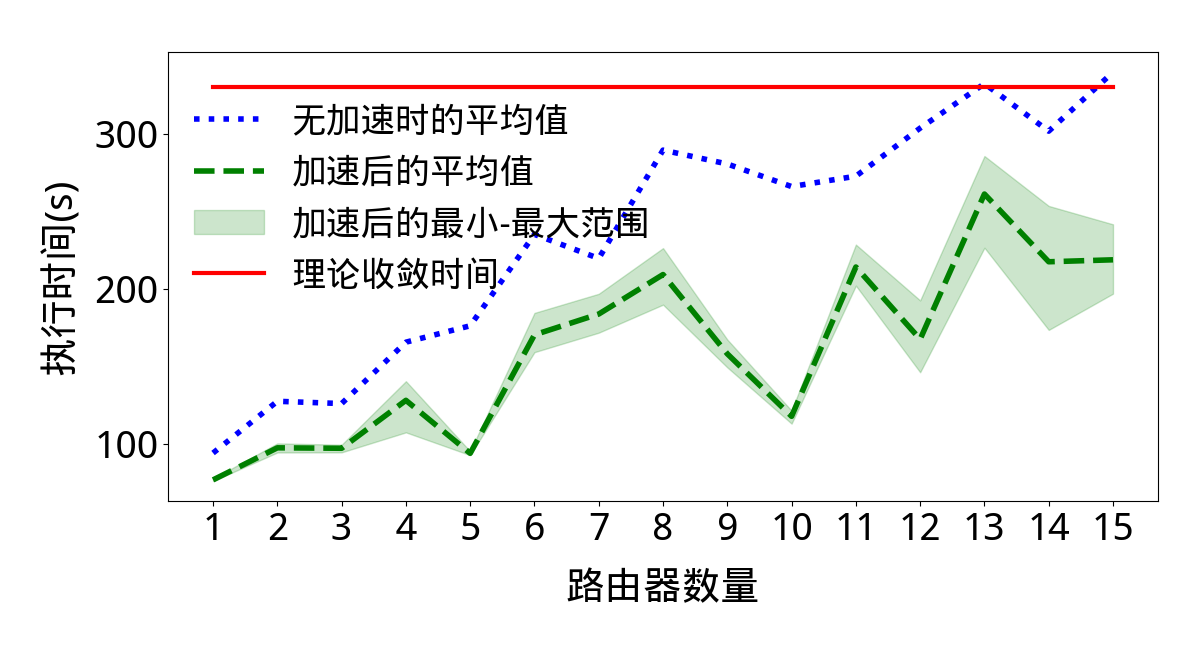 无加速时的平均值
加速后的平均值
加速后的最小-最大范围
理论收敛时间
执行时间(s)
300
200
100
1 2 3 4 5 6 7 8 9 10 11 12 13 14 15
路由器数量